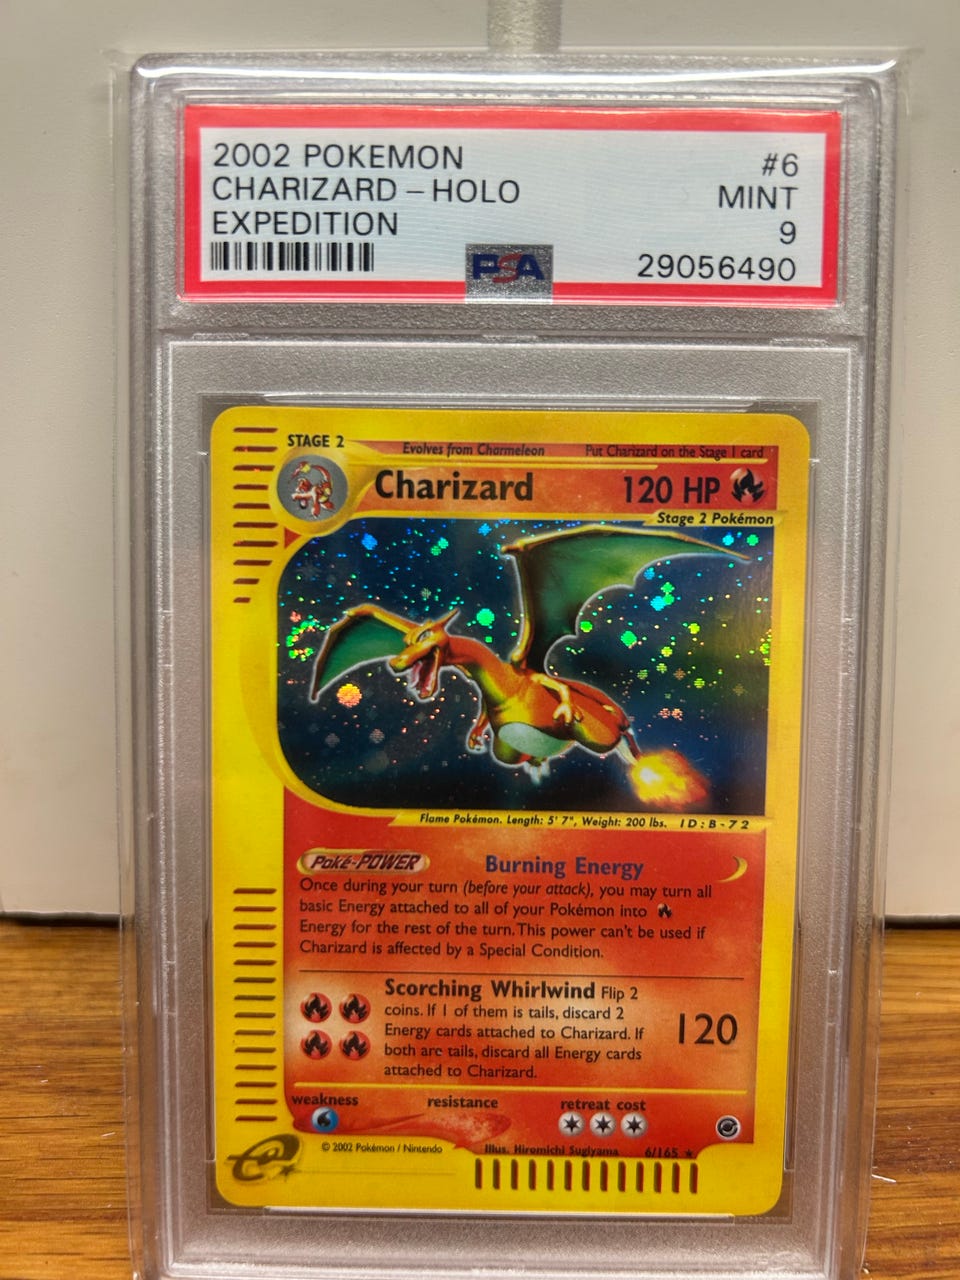 2002 POKEMON #6
CHARIZARD – HOLO MINT
EXPEDITION 9
PSA 29056490
STAGE 2 Evolves from Charmeleon Put Charizard on the Stage 1 card
Charizard 120 HP
Stage 2 Pokémon
Flame Pokémon. Length: 5' 7", Weight: 200 lbs. ID:B-72
Poké-POWER Burning Energy
Once during your turn (before your attack), you may turn all
basic Energy attached to all of your Pokémon into
Energy for the rest of the turn. This power can't be used if
Charizard is affected by a Special Condition.
Scorching Whirlwind Flip 2
coins. If 1 of them is tails, discard 2
Energy cards attached to Charizard. If
both are tails, discard all Energy cards
attached to Charizard.
120
weakness resistance retreat cost
© 2002 Pokémon / Nintendo Illus. Hiromichi Sugiyama 6/165 ★
e